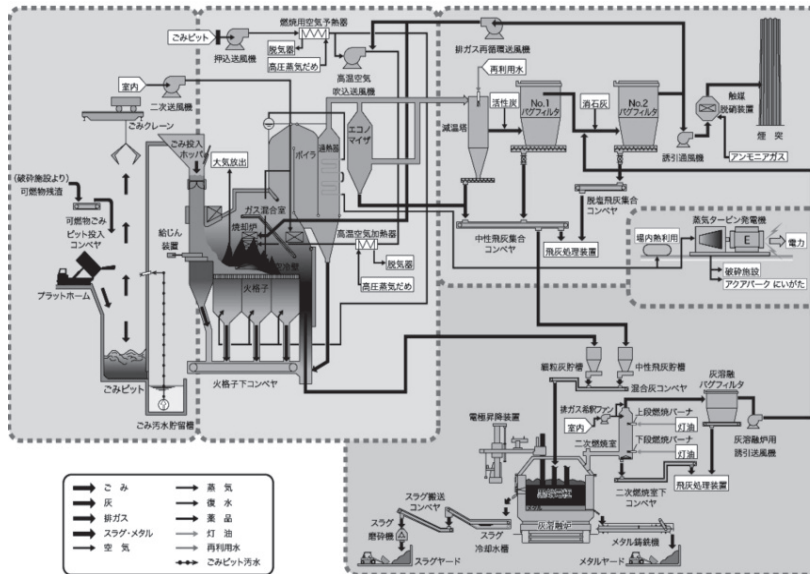 ごみピット
押込送風機
燃焼用空気予熱器
脱気器
高圧蒸気だめ
高温空気
吹込送風機
排ガス再循環送風機
再利用水
室内
二次送風機
ごみクレーン
ごみ投入
ホッパ
大気放出
ボイラ
過熱器
エコノ
マイザ
減温塔
活性炭
No.1
バグフィルタ
消石灰
No.2
バグフィルタ
誘引通風機
触媒
脱硝装置
煙突
アンモニアガス
(破砕施設より)
可燃物残渣
可燃物ごみ
ピット投入
コンベヤ
プラットホーム
給じん
装置
ガス混合室
焼却炉
空冷壁
火格子
高温空気加熱器
脱気器
高圧蒸気だめ
中性飛灰集合
コンベヤ
脱塩飛灰集合
コンベヤ
飛灰処理装置
蒸気タービン発電機
場内熱利用
E
電力
破砕施設
アクアパーク にいがた
ごみピット
火格子下コンベヤ
ごみ汚水貯留槽
細粒灰貯槽
中性飛灰貯槽
混合灰コンベヤ
灰溶融
バグフィルタ
電極昇降装置
排ガス希釈ファン
室内
二次燃焼室
上段燃焼バーナ
灯油
下段燃焼バーナ
灯油
灰溶融炉用
誘引送風機
二次燃焼室下
コンベヤ
飛灰処理装置
メタル
灰溶融炉
スラグ搬送
コンベヤ
スラグ
磨砕機
スラグ
冷却水槽
スラグヤード
メタル鋳銑機
メタルヤード
ごみ
灰
排ガス
スラグ・メタル
空気
蒸気
復水
薬品
灯油
再利用水
ごみピット汚水